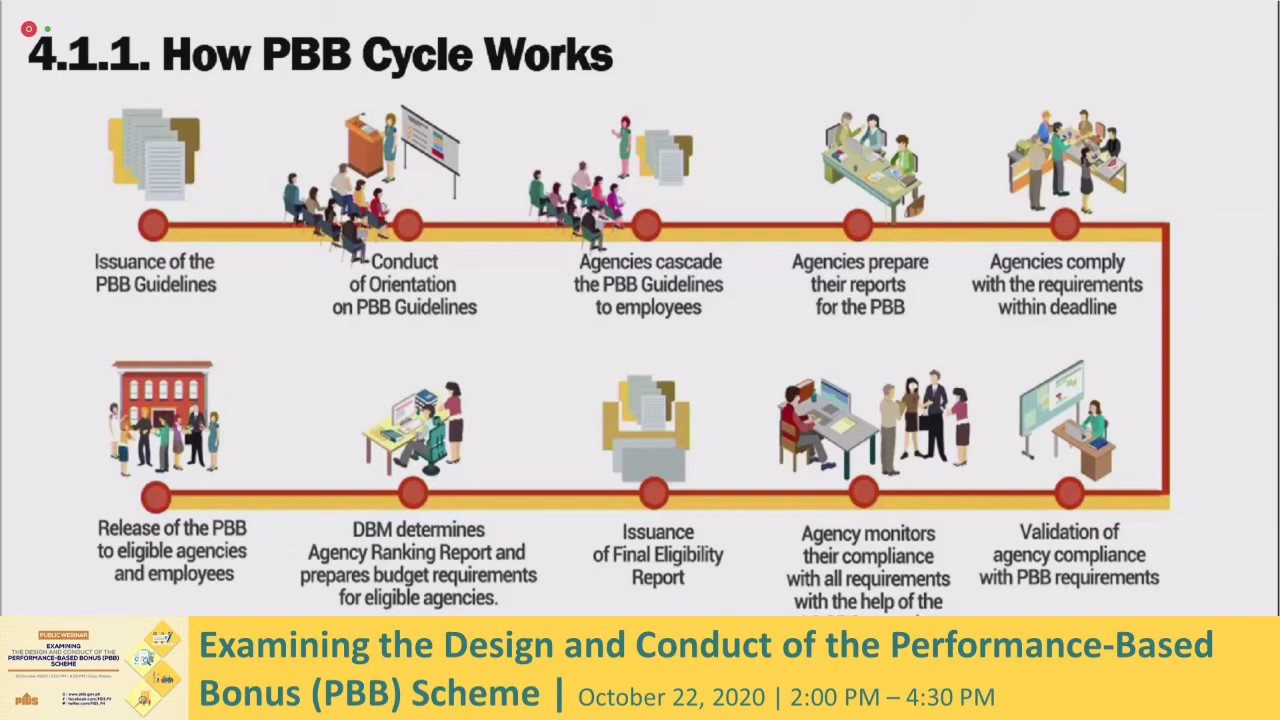 4.1.1. How PBB Cycle Works
Issuance of the
PBB Guidelines
Conduct
of Orientation
on PBB Guidelines
Agencies cascade
the PBB Guidelines
to employees
Agencies prepare
their reports
for the PBB
Agencies comply
with the requirements
within deadline
Validation of
agency compliance
with PBB requirements
Agency monitors
their compliance
with all requirements
with the help of the
Issuance
of Final Eligibility
Report
DBM determines
Agency Ranking Report and
prepares budget requirements
for eligible agencies.
Release of the PBB
to eligible agencies
and employees
PUBLIC WEBINAR
EXAMINING
THE DESIGN AND CONDUCT OF THE
PERFORMANCE-BASED BONUS (PBB)
SCHEME
Examining the Design and Conduct of the Performance-Based
Bonus (PBB) Scheme | October 22, 2020 | 2:00 PM – 4:30 PM